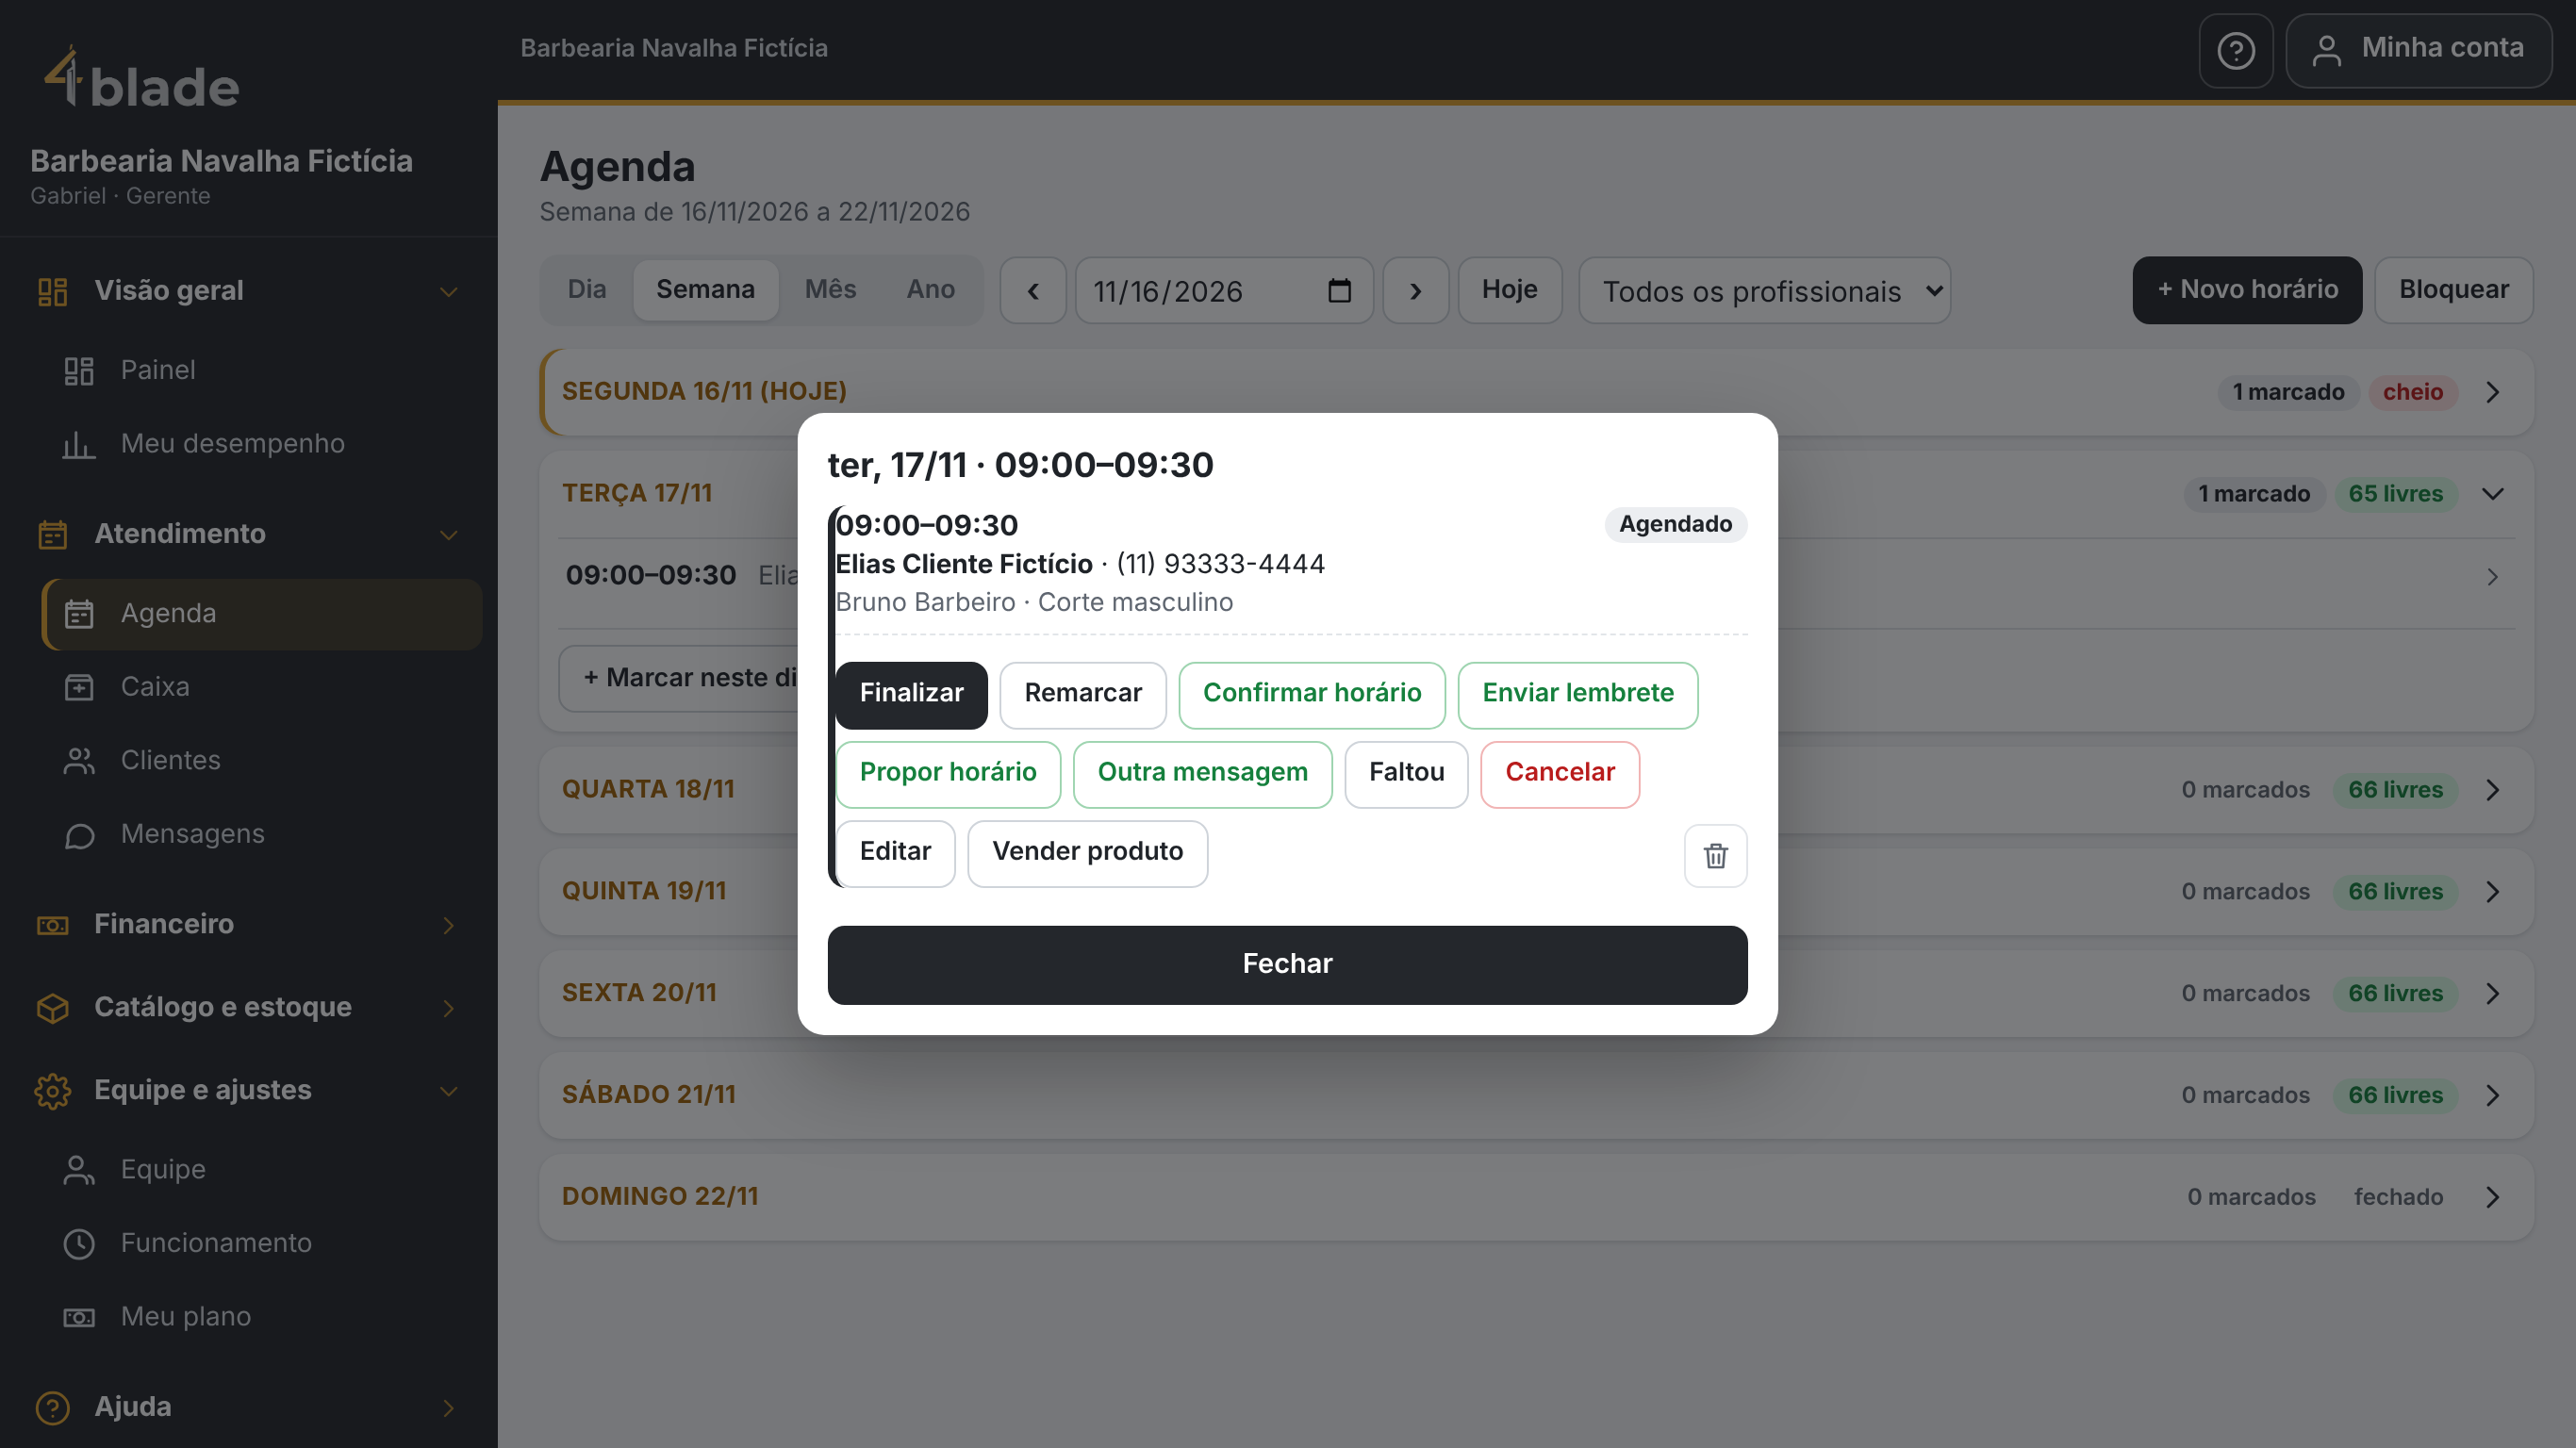 4blade
Barbearia Navalha Fictícia
Gabriel · Gerente
Visão geral
Painel
Meu desempenho
Atendimento
Agenda
Caixa
Clientes
Mensagens
Financeiro
Catálogo e estoque
Equipe e ajustes
Equipe
Funcionamento
Meu plano
Ajuda
Barbearia Navalha Fictícia
Minha conta
Agenda
Semana de 16/11/2026 a 22/11/2026
Dia Semana Mês Ano 11/16/2026 Hoje Todos os profissionais + Novo horário Bloquear
SEGUNDA 16/11 (HOJE) 1 marcado cheio
TERÇA 17/11 1 marcado 65 livres
09:00–09:30
+ Marcar neste
QUARTA 18/11 0 marcados 66 livres
QUINTA 19/11 0 marcados 66 livres
SEXTA 20/11 0 marcados 66 livres
SÁBADO 21/11 0 marcados 66 livres
DOMINGO 22/11 0 marcados fechado
ter, 17/11 · 09:00–09:30
09:00–09:30 Agendado
Elias Cliente Fictício · (11) 93333-4444
Bruno Barbeiro · Corte masculino
Finalizar Remarcar Confirmar horário Enviar lembrete
Propor horário Outra mensagem Faltou Cancelar
Editar Vender produto
Fechar